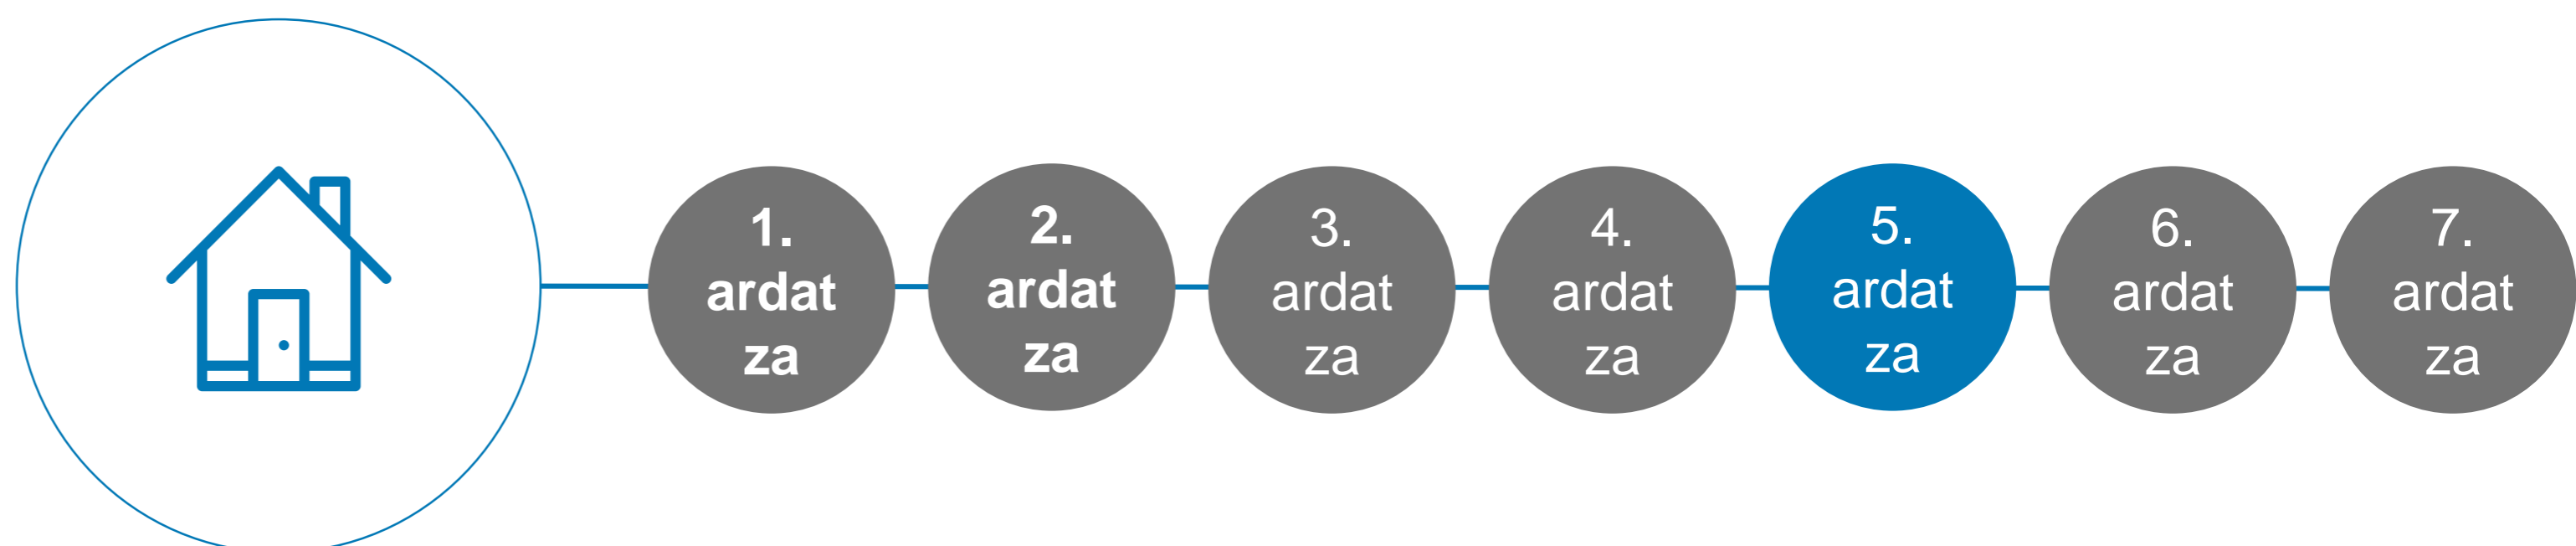 1.
ardat
za
2.
ardat
za
3.
ardat
za
4.
ardat
za
5.
ardat
za
6.
ardat
za
7.
ardat
za